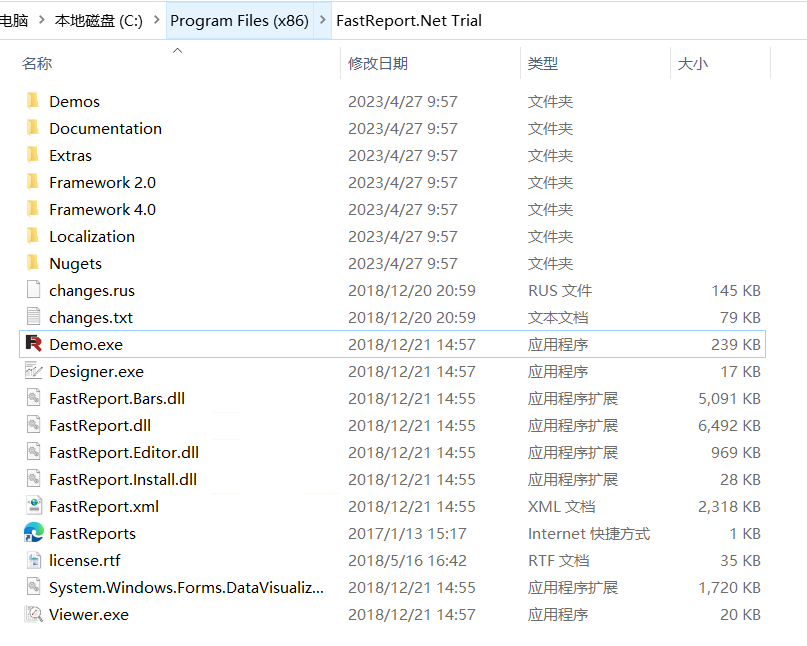 电脑 > 本地磁盘 (C:) > Program Files (x86) > FastReport.Net Trial
名称 修改日期 类型 大小
Demos 2023/4/27 9:57 文件夹
Documentation 2023/4/27 9:57 文件夹
Extras 2023/4/27 9:57 文件夹
Framework 2.0 2023/4/27 9:57 文件夹
Framework 4.0 2023/4/27 9:57 文件夹
Localization 2023/4/27 9:57 文件夹
Nugets 2023/4/27 9:57 文件夹
changes.rus 2018/12/20 20:59 RUS 文件 145 KB
changes.txt 2018/12/20 20:59 文本文档 79 KB
Demo.exe 2018/12/21 14:57 应用程序 239 KB
Designer.exe 2018/12/21 14:57 应用程序 17 KB
FastReport.Bars.dll 2018/12/21 14:55 应用程序扩展 5,091 KB
FastReport.dll 2018/12/21 14:55 应用程序扩展 6,492 KB
FastReport.Editor.dll 2018/12/21 14:55 应用程序扩展 969 KB
FastReport.Install.dll 2018/12/21 14:55 应用程序扩展 28 KB
FastReport.xml 2018/12/21 14:55 XML 文档 2,318 KB
FastReports 2017/1/13 15:17 Internet 快捷方式 1 KB
license.rtf 2018/5/16 16:42 RTF 文档 35 KB
System.Windows.Forms.DataVisualiz... 2018/12/21 14:55 应用程序扩展 1,720 KB
Viewer.exe 2018/12/21 14:57 应用程序 20 KB